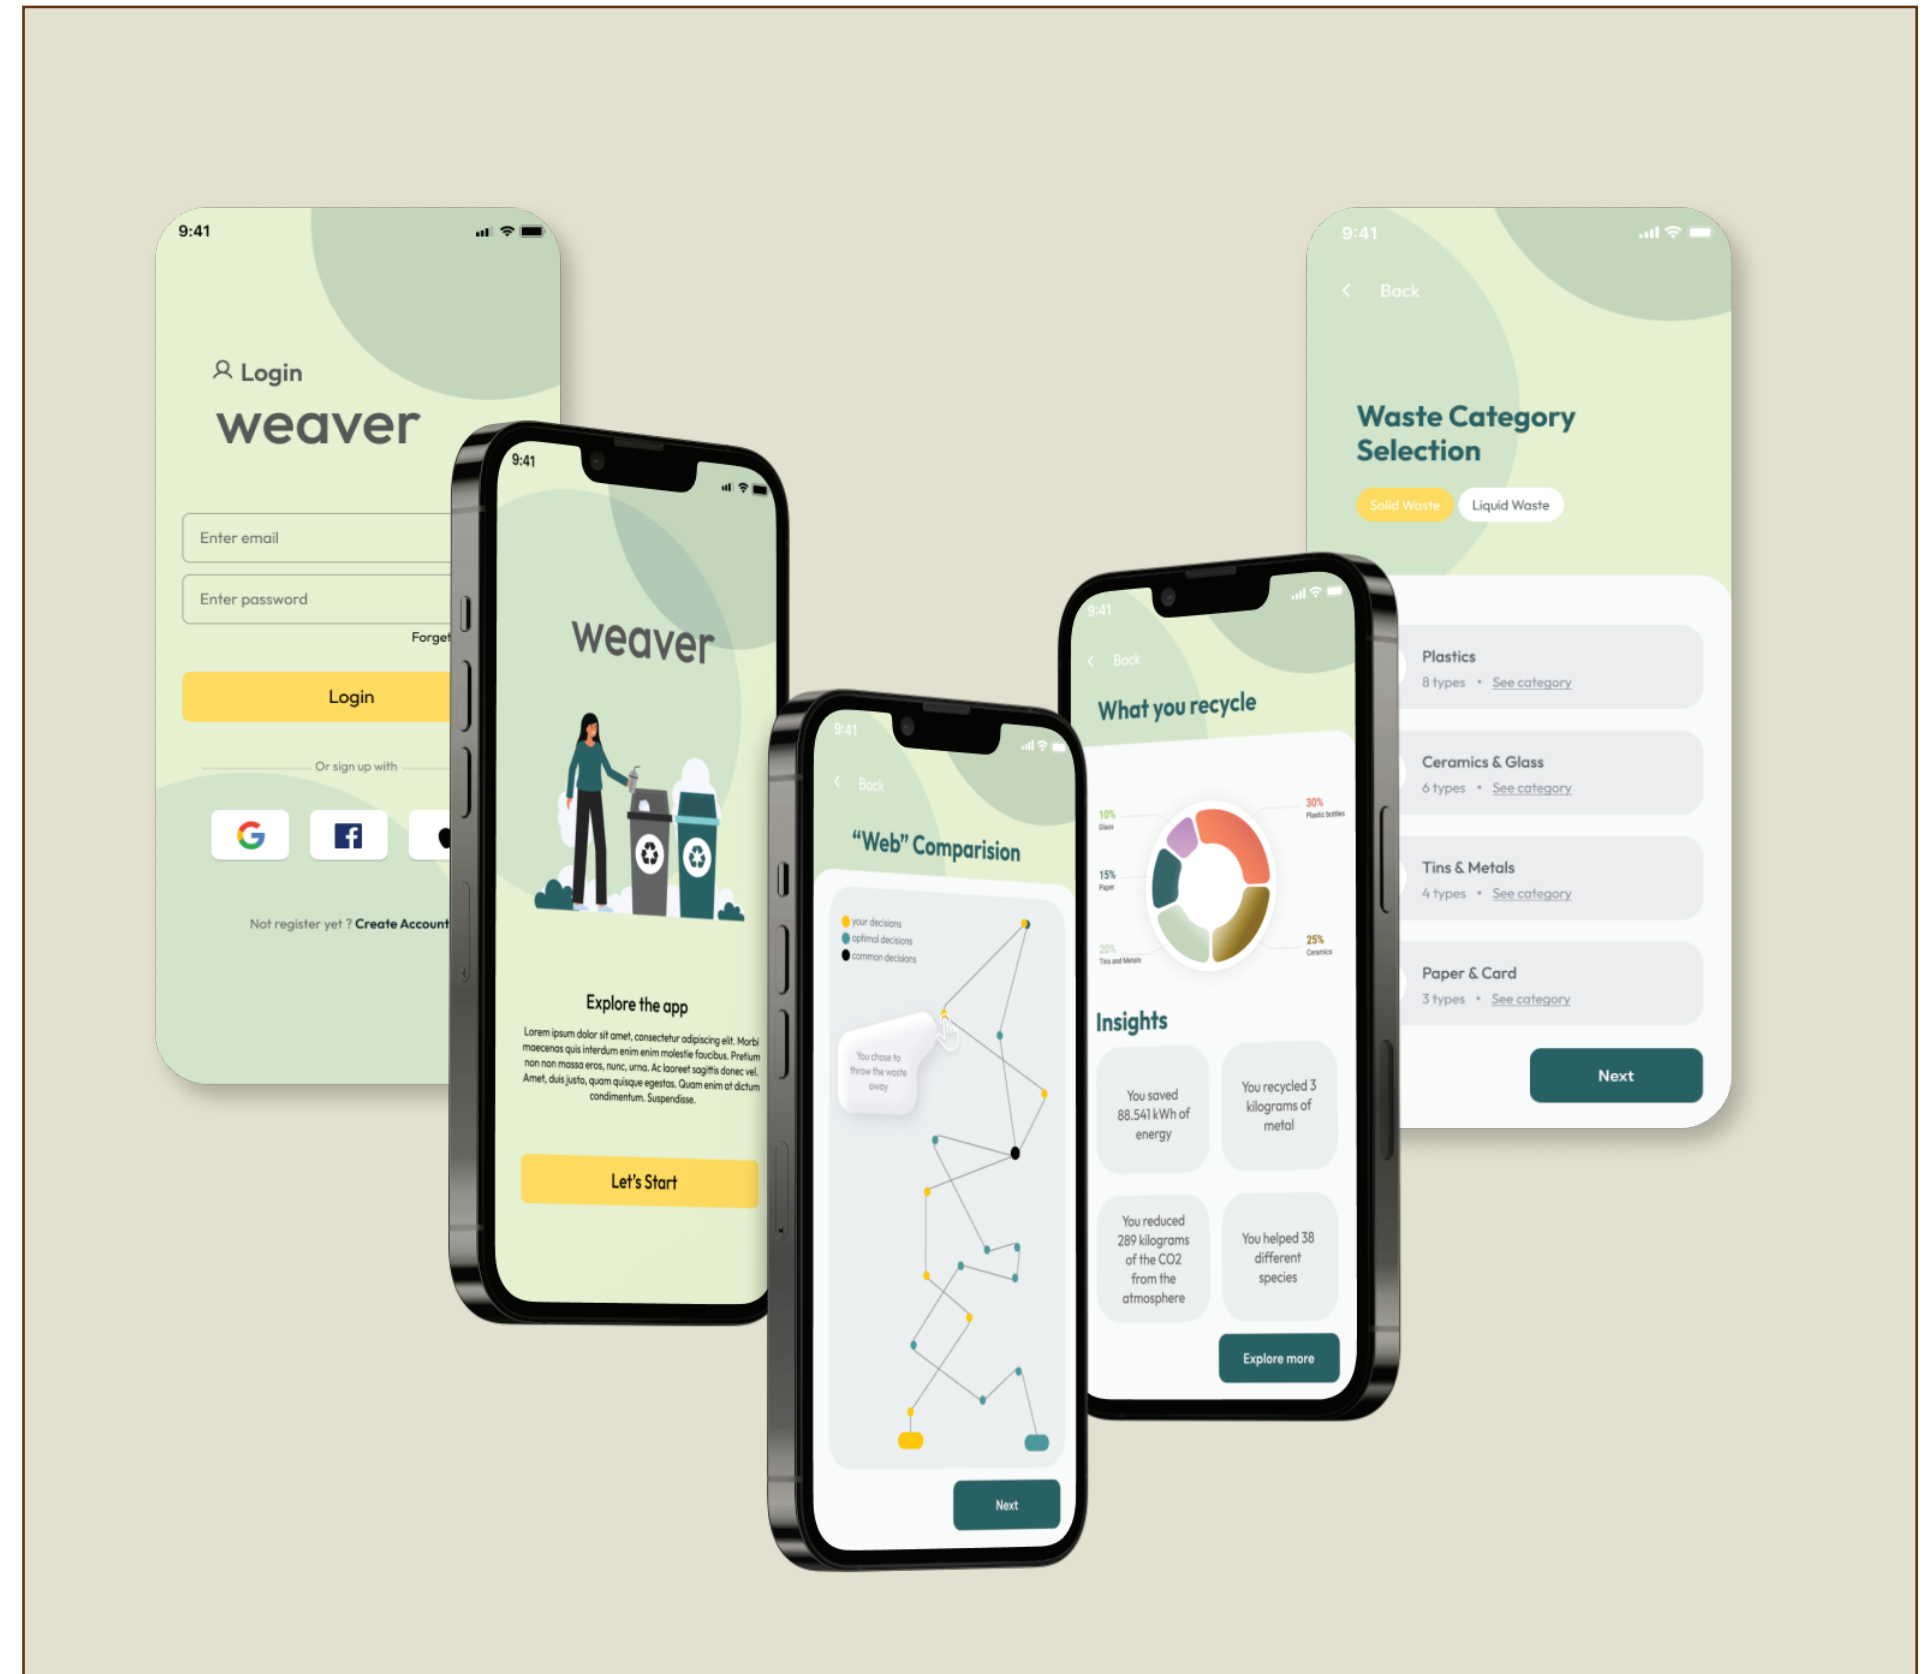 9:41
Login
weaver
Enter email
Enter password
Forget
Login
Or sign up with
Not register yet ? Create Account
9:41
weaver
Explore the app
Lorem ipsum dolor sit amet, consectetur adipiscing elit. Morbi
maecenas quis interdum enim enim molestie faucibus. Pretium
non non massa eros, nunc, urna. Ac laoreet sagittis donec vel.
Amet, duis justo, quam quisque egestas. Quam enim at dictum
condimentum. Suspendisse.
Let's Start
9:41
Back
“Web” Comparision
your decisions
optimal decisions
common decisions
You chose to
throw the waste
away
Next
9:41
Back
What you recycle
10%
Glass
30%
Plastic bottles
15%
Paper
20%
Tins and Metals
25%
Ceramics
Insights
You saved
88.541 kWh of
energy
You recycled 3
kilograms of
metal
You reduced
289 kilograms
of the CO2
from the
atmosphere
You helped 38
different
species
Explore more
9:41
Back
Waste Category
Selection
Solid Waste
Liquid Waste
Plastics
8 types • See category
Ceramics & Glass
6 types • See category
Tins & Metals
4 types • See category
Paper & Card
3 types • See category
Next